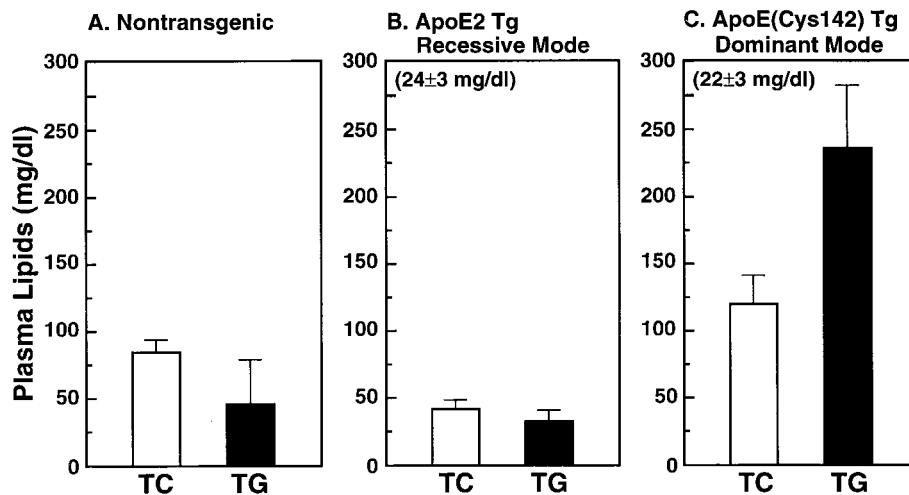 A. Nontransgenic
B. ApoE2 Tg
Recessive Mode
C. ApoE(Cys142) Tg
Dominant Mode
Plasma Lipids (mg/dl)
300
250
200
150
100
50
0
TC TG
(24±3 mg/dl)
300
250
200
150
100
50
0
TC TG
(22±3 mg/dl)
300
250
200
150
100
50
0
TC TG